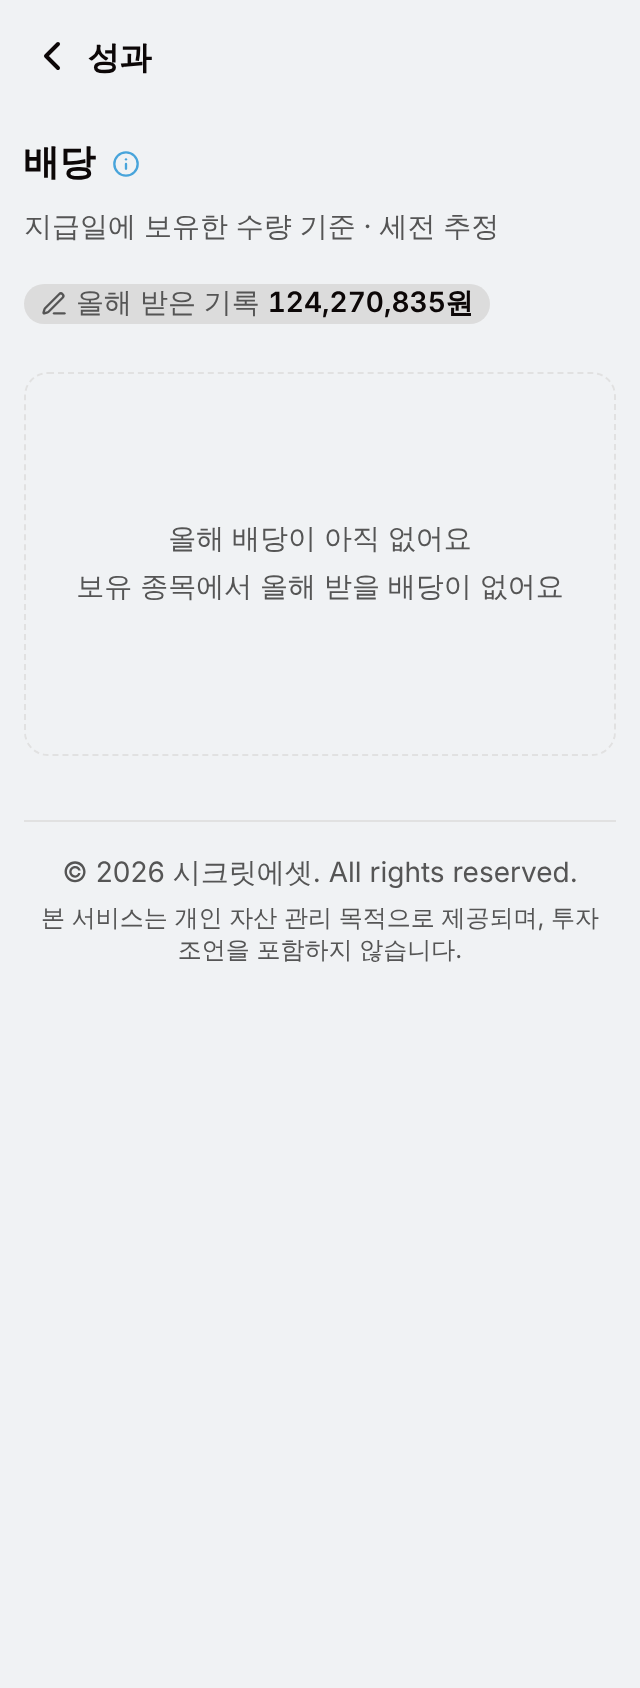 성과
배당
지급일에 보유한 수량 기준 · 세전 추정
올해 받은 기록 124,270,835원
올해 배당이 아직 없어요
보유 종목에서 올해 받을 배당이 없어요
© 2026 시크릿에셋. All rights reserved.
본 서비스는 개인 자산 관리 목적으로 제공되며, 투자
조언을 포함하지 않습니다.